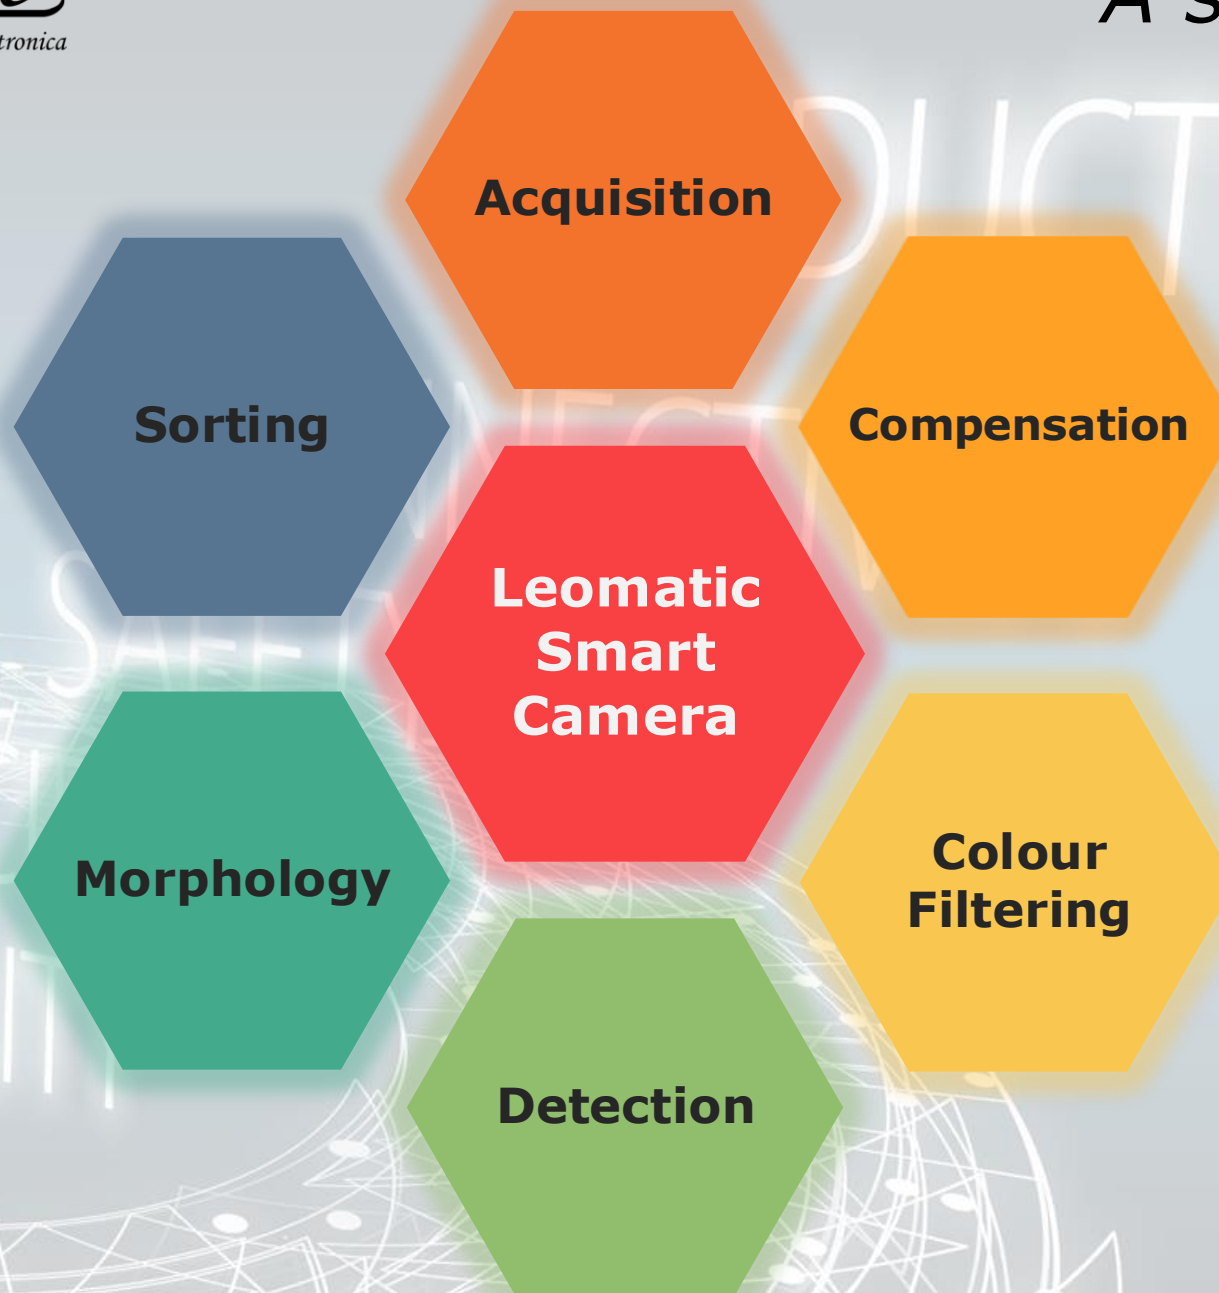 tronica
A s
Acquisition
Sorting
Compensation
Leomatic
Smart
Camera
Morphology
Colour
Filtering
Detection